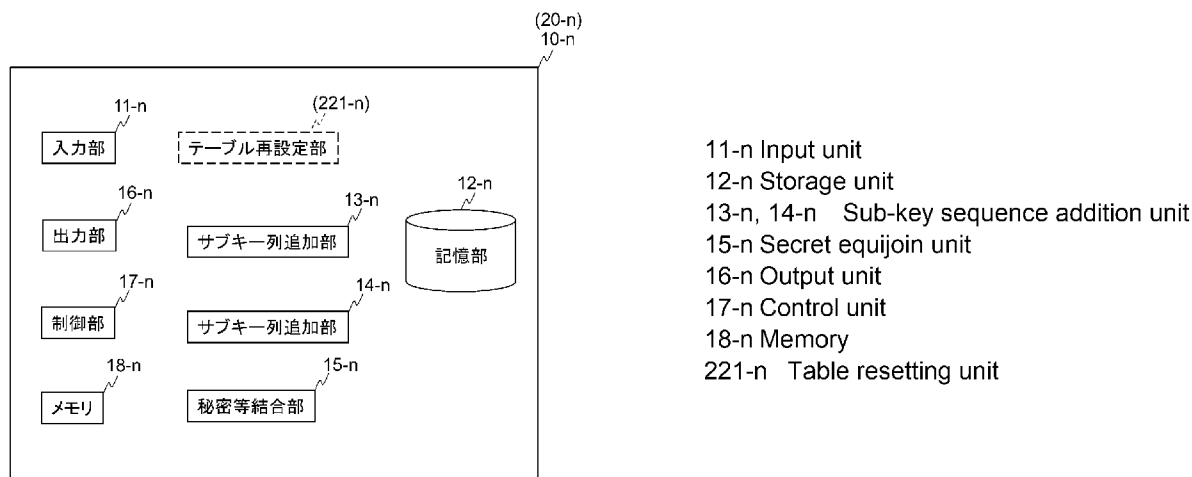 (20-n)
10-n
11-n
入力部
(221-n)
テーブル再設定部
16-n
出力部
13-n
サブキー列追加部
12-n
記憶部
17-n
制御部
14-n
サブキー列追加部
18-n
メモリ
15-n
秘密等結合部
11-n Input unit
12-n Storage unit
13-n, 14-n Sub-key sequence addition unit
15-n Secret equijoin unit
16-n Output unit
17-n Control unit
18-n Memory
221-n Table resetting unit